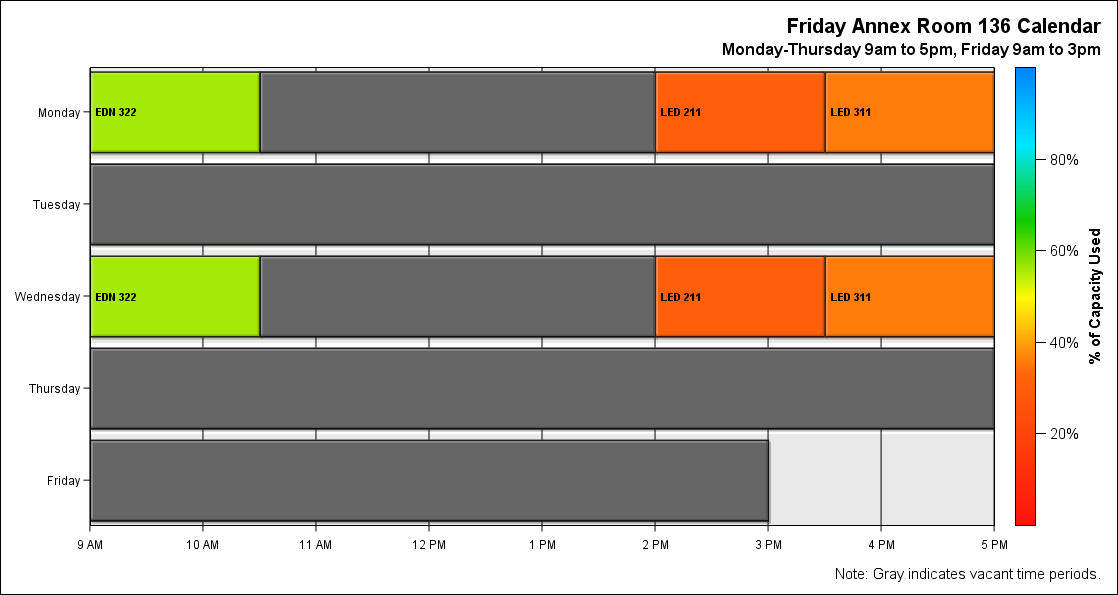 Friday Annex Room 136 Calendar
Monday-Thursday 9am to 5pm, Friday 9am to 3pm
Monday
EDN 322
LED 211
LED 311
Tuesday
Wednesday
EDN 322
LED 211
LED 311
Thursday
Friday
9 AM
10 AM
11 AM
12 PM
1 PM
2 PM
3 PM
4 PM
5 PM
80%
60%
40%
20%
% of Capacity Used
Note: Gray indicates vacant time periods.